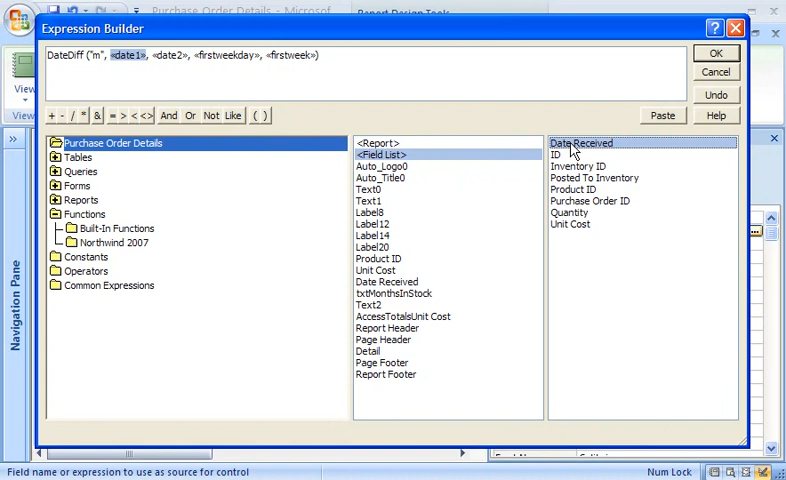 Purchase Order Details - Microsof
Report Design Tools
Expression Builder
DateDiff ("m", «date1», «date2», «firstweekday», «firstweek»)
OK
Cancel
Undo
+ - / * & = > < <> And Or Not Like ( )
Paste
Help
View
View
»
Navigation Pane
Purchase Order Details
Tables
Queries
Forms
Reports
Functions
Built-In Functions
Northwind 2007
Constants
Operators
Common Expressions
<Report>
<Field List>
Auto_Logo0
Auto_Title0
Text0
Text1
Label8
Label12
Label14
Label20
Product ID
Unit Cost
Date Received
txtMonthsInStock
Text2
AccessTotalsUnit Cost
Report Header
Page Header
Detail
Page Footer
Report Footer
Date Received
ID
Inventory ID
Posted To Inventory
Product ID
Purchase Order ID
Quantity
Unit Cost
Field name or expression to use as source for control
Num Lock